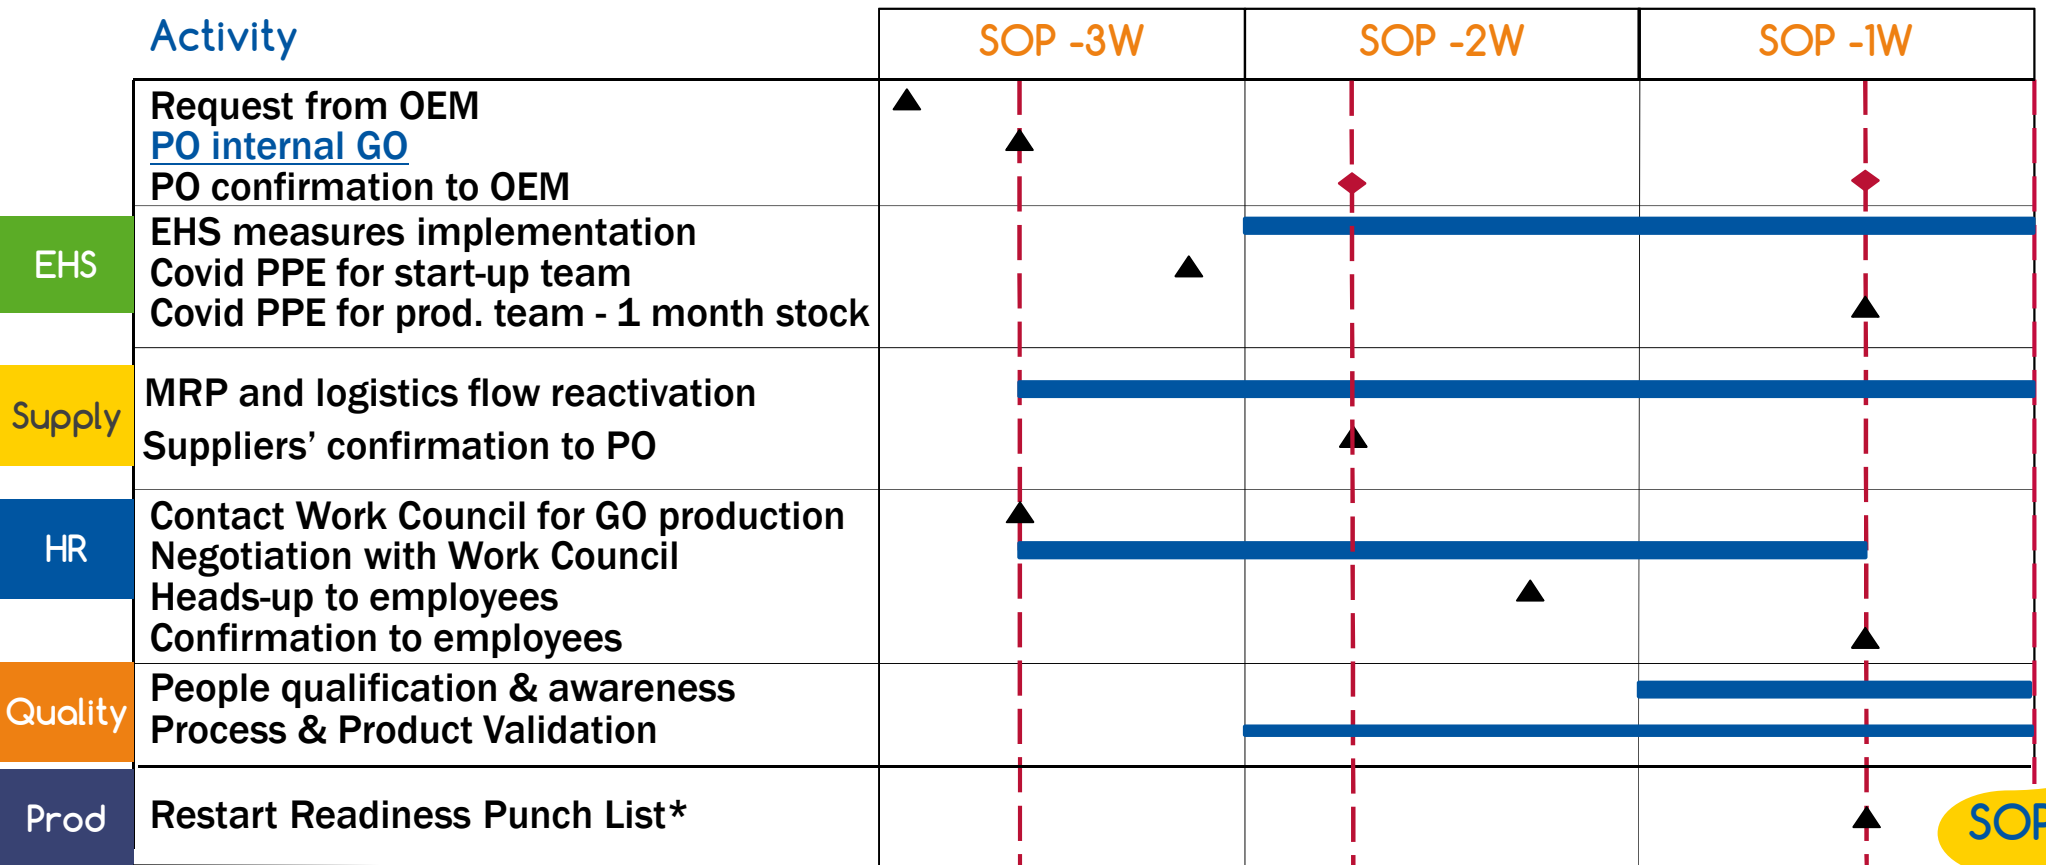 Activity
SOP -3W
SOP -2W
SOP -1W
Request from OEM
PO internal GO
PO confirmation to OEM
EHS
EHS measures implementation
Covid PPE for start-up team
Covid PPE for prod. team - 1 month stock
Supply
MRP and logistics flow reactivation
Suppliers’ confirmation to PO
HR
Contact Work Council for GO production
Negotiation with Work Council
Heads-up to employees
Confirmation to employees
Quality
People qualification & awareness
Process & Product Validation
Prod
Restart Readiness Punch List*
SOP